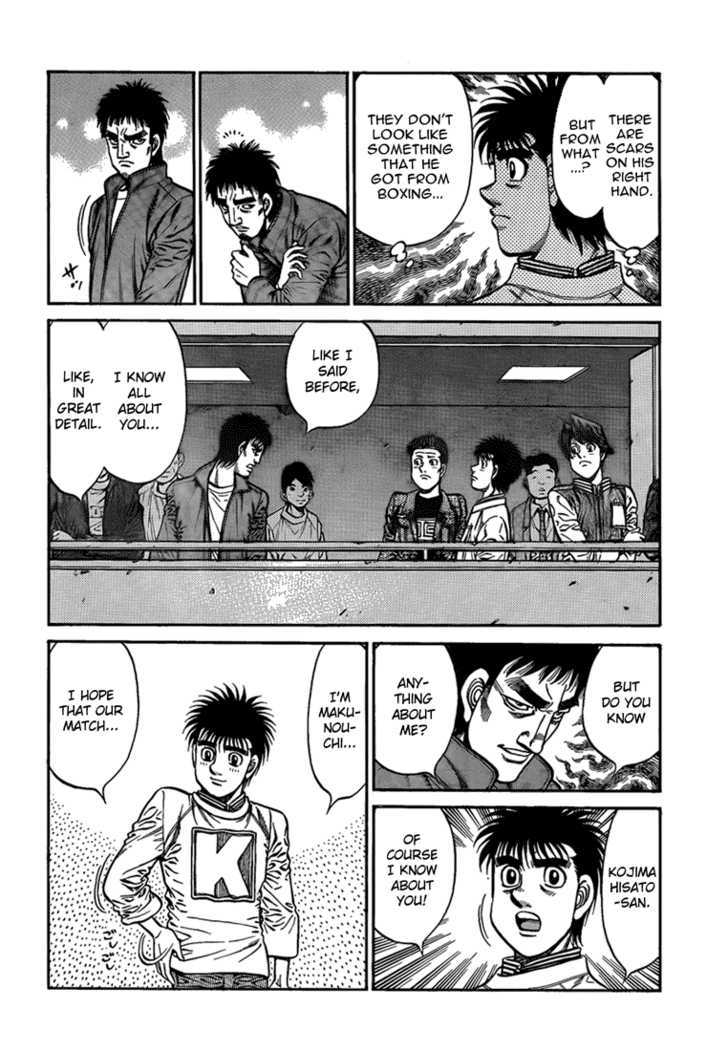 THERE
ARE
SCARS
ON HIS
RIGHT
HAND.
BUT
FROM
WHAT
...?
THEY DON'T
LOOK LIKE
SOMETHING
THAT HE
GOT FROM
BOXING...
LIKE I
SAID
BEFORE,
I KNOW
ALL
ABOUT
YOU...
LIKE,
IN
GREAT
DETAIL.
BUT
DO YOU
KNOW
ANY-
THING
ABOUT
ME?
KOJIMA
HISATO
-SAN.
OF
COURSE
I KNOW
ABOUT
YOU!
I'M
MAKU-
NOU-
CHI...
I HOPE
THAT OUR
MATCH...
K